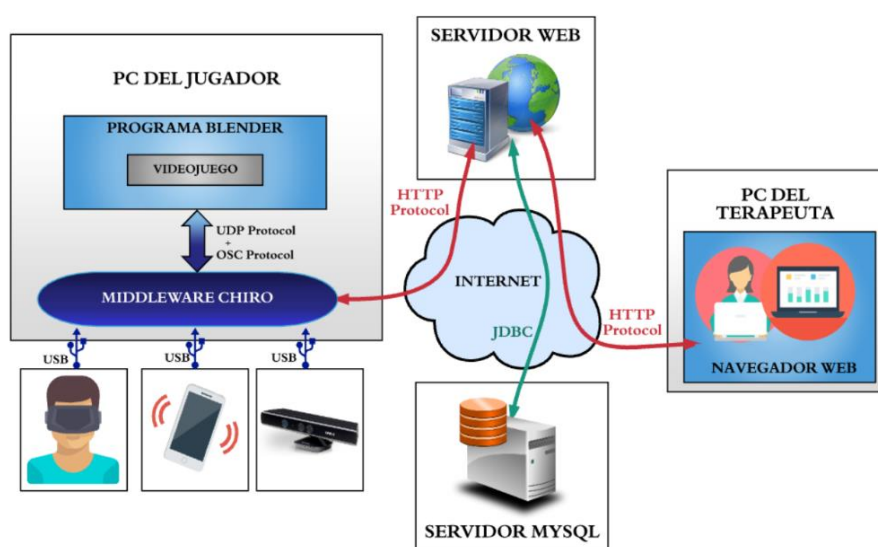 PC DEL JUGADOR
PROGRAMA BLENDER
VIDEOJUEGO
UDP Protocol
+
OSC Protocol
MIDDLEWARE CHIRO
USB
USB
USB
SERVIDOR WEB
HTTP
Protocol
INTERNET
JDBC
HTTP
Protocol
SERVIDOR MYSQL
PC DEL
TERAPEUTA
NAVEGADOR WEB